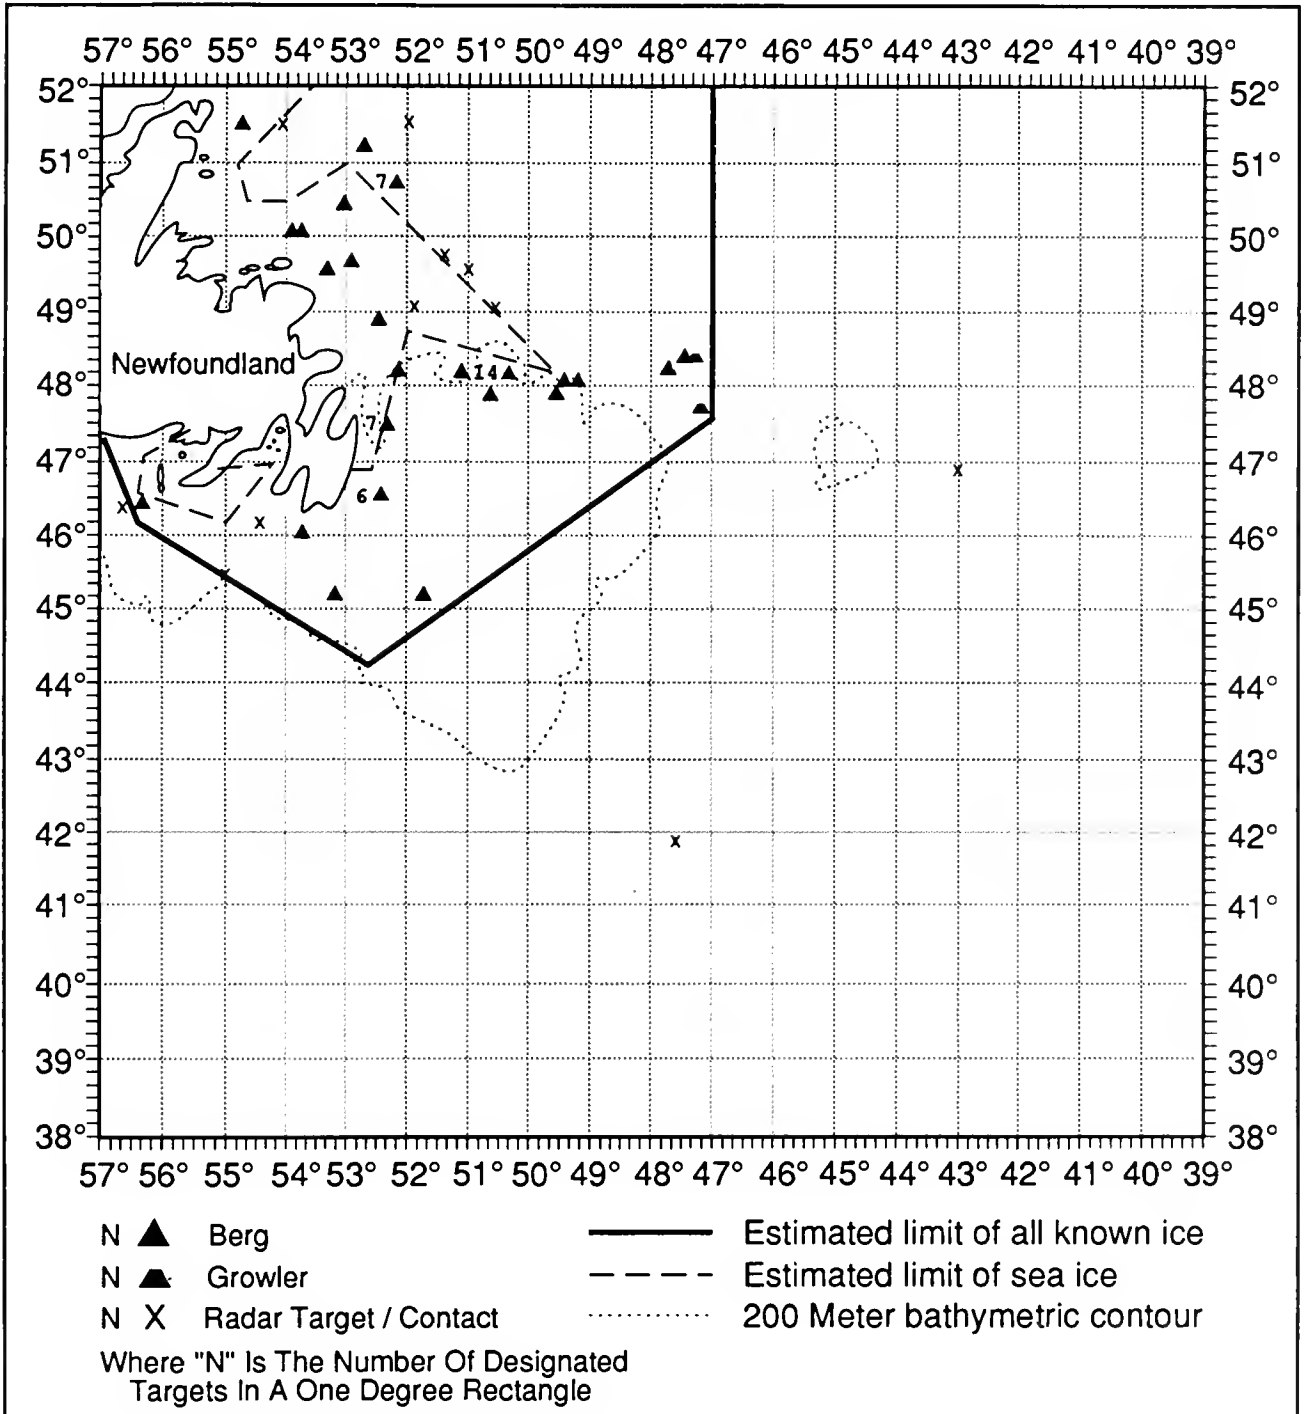 57° 56° 55° 54° 53° 52° 51° 50° 49° 48° 47° 46° 45° 44° 43° 42° 41° 40° 39°
52° 52°
51° 51°
7
50° 50°
49° 49°
Newfoundland
14
48° 48°
7
47° 47°
6
46° 46°
45° 45°
44° 44°
43° 43°
42° 42°
41° 41°
40° 40°
39° 39°
38° 38°
57° 56° 55° 54° 53° 52° 51° 50° 49° 48° 47° 46° 45° 44° 43° 42° 41° 40° 39°
N Berg
N Growler
N X Radar Target / Contact
Estimated limit of all known ice
Estimated limit of sea ice
200 Meter bathymetric contour
Where "N" Is The Number Of Designated
Targets In A One Degree Rectangle